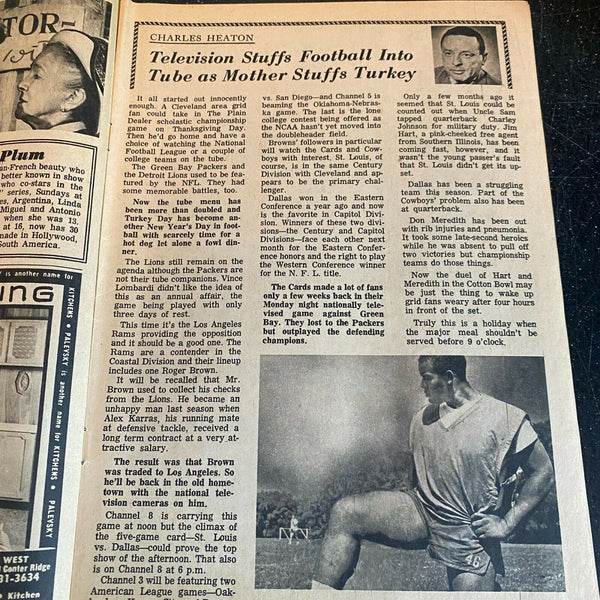 TOR-
Plum
an-French beauty who
better known in show
who co-stars in the
" series, Sundays at
es, Argentina, Linda
Miguel and Antonio
when she was 13,
at 16, now has 30
made in Hollywood,
South America.
is another name for
NG
KITCHENS • PALEVSKY is another name for KITCHENS • PALEVSKY
WEST
Center Ridge
31-3634
• Kitchen
CHARLES HEATON
Television Stuffs Football Into
Tube as Mother Stuffs Turkey
It all started out innocently
enough. A Cleveland area grid
fan could take in The Plain
Dealer scholastic championship
game on Thanksgiving Day.
Then he'd go home and have a
choice of watching the National
Football League or a couple of
college teams on the tube.
The Green Bay Packers and
the Detroit Lions used to be fea-
tured by the NFL. They had
some memorable battles, too.
Now the tube menu has
been more than doubled and
Turkey Day has become an-
other New Year's Day in foot-
ball with scarcely time for a
hot dog let alone a fowl din-
ner.
The Lions still remain on the
agenda although the Packers are
not their tube companions. Vince
Lombardi didn't like the idea of
this as an annual affair, the
game being played with only
three days of rest.
This time it's the Los Angeles
Rams providing the opposition
and it should be a good one. The
Rams are a contender in the
Coastal Division and their lineup
includes one Roger Brown.
It will be recalled that Mr.
Brown used to collect his checks
from the Lions. He became an
unhappy man last season when
Alex Karras, his running mate
at defensive tackle, received a
long term contract at a very at-
tractive salary.
The result was that Brown
was traded to Los Angeles. So
he'll be back in the old home-
town with the national tele-
vision cameras on him.
Channel 8 is carrying this
game at noon but the climax of
the five-game card—St. Louis
vs. Dallas—could prove the top
show of the afternoon. That also
is on Channel 8 at 6 p.m.
Channel 3 will be featuring two
American League games—Oak-
vs. San Diego—and Channel 5 is
beaming the Oklahoma-Nebras-
ka game. The last is the lone
college contest being offered as
the NCAA hasn't yet moved into
the doubleheader field.
Browns' followers in particular
will watch the Cards and Cow-
boys with interest. St. Louis, of
course, is in the same Century
Division with Cleveland and ap-
pears to be the primary chal-
lenger.
Dallas won in the Eastern
Conference a year ago and now
is the favorite in Capitol Divi-
sion. Winners of these two divi-
sions—the Century and Capitol
Divisions—face each other next
month for the Eastern Confer-
ence honors and the right to play
the Western Conference winner
for the N. F. L. title.
The Cards made a lot of
fans only a few weeks back in their
Monday night nationally tele-
vised game against Green
Bay. They lost to the Packers
but outplayed the defending
champions.
Only a few months ago it
seemed that St. Louis could be
counted out when Uncle Sam
tapped quarterback Charley
Johnson for military duty. Jim
Hart, a pink-cheeked free agent
from Southern Illinois, has been
coming fast, however, and it
wasn't the young passer's fault
that St. Louis didn't get its up-
set.
Dallas has been a struggling
team this season. Part of the
Cowboys' problem also has been
at quarterback.
Don Meredith has been out
with rib injuries and pneumonia.
It took some late-season heroics
while he was absent to pull off
two victories but championship
teams do those things.
Now the duel of Hart and
Meredith in the Cotton Bowl may
be just the thing to wake up
grid fans weary after four hours
in front of the set.
Truly this is a holiday when
the major meal shouldn't be
served before 9 o'clock.